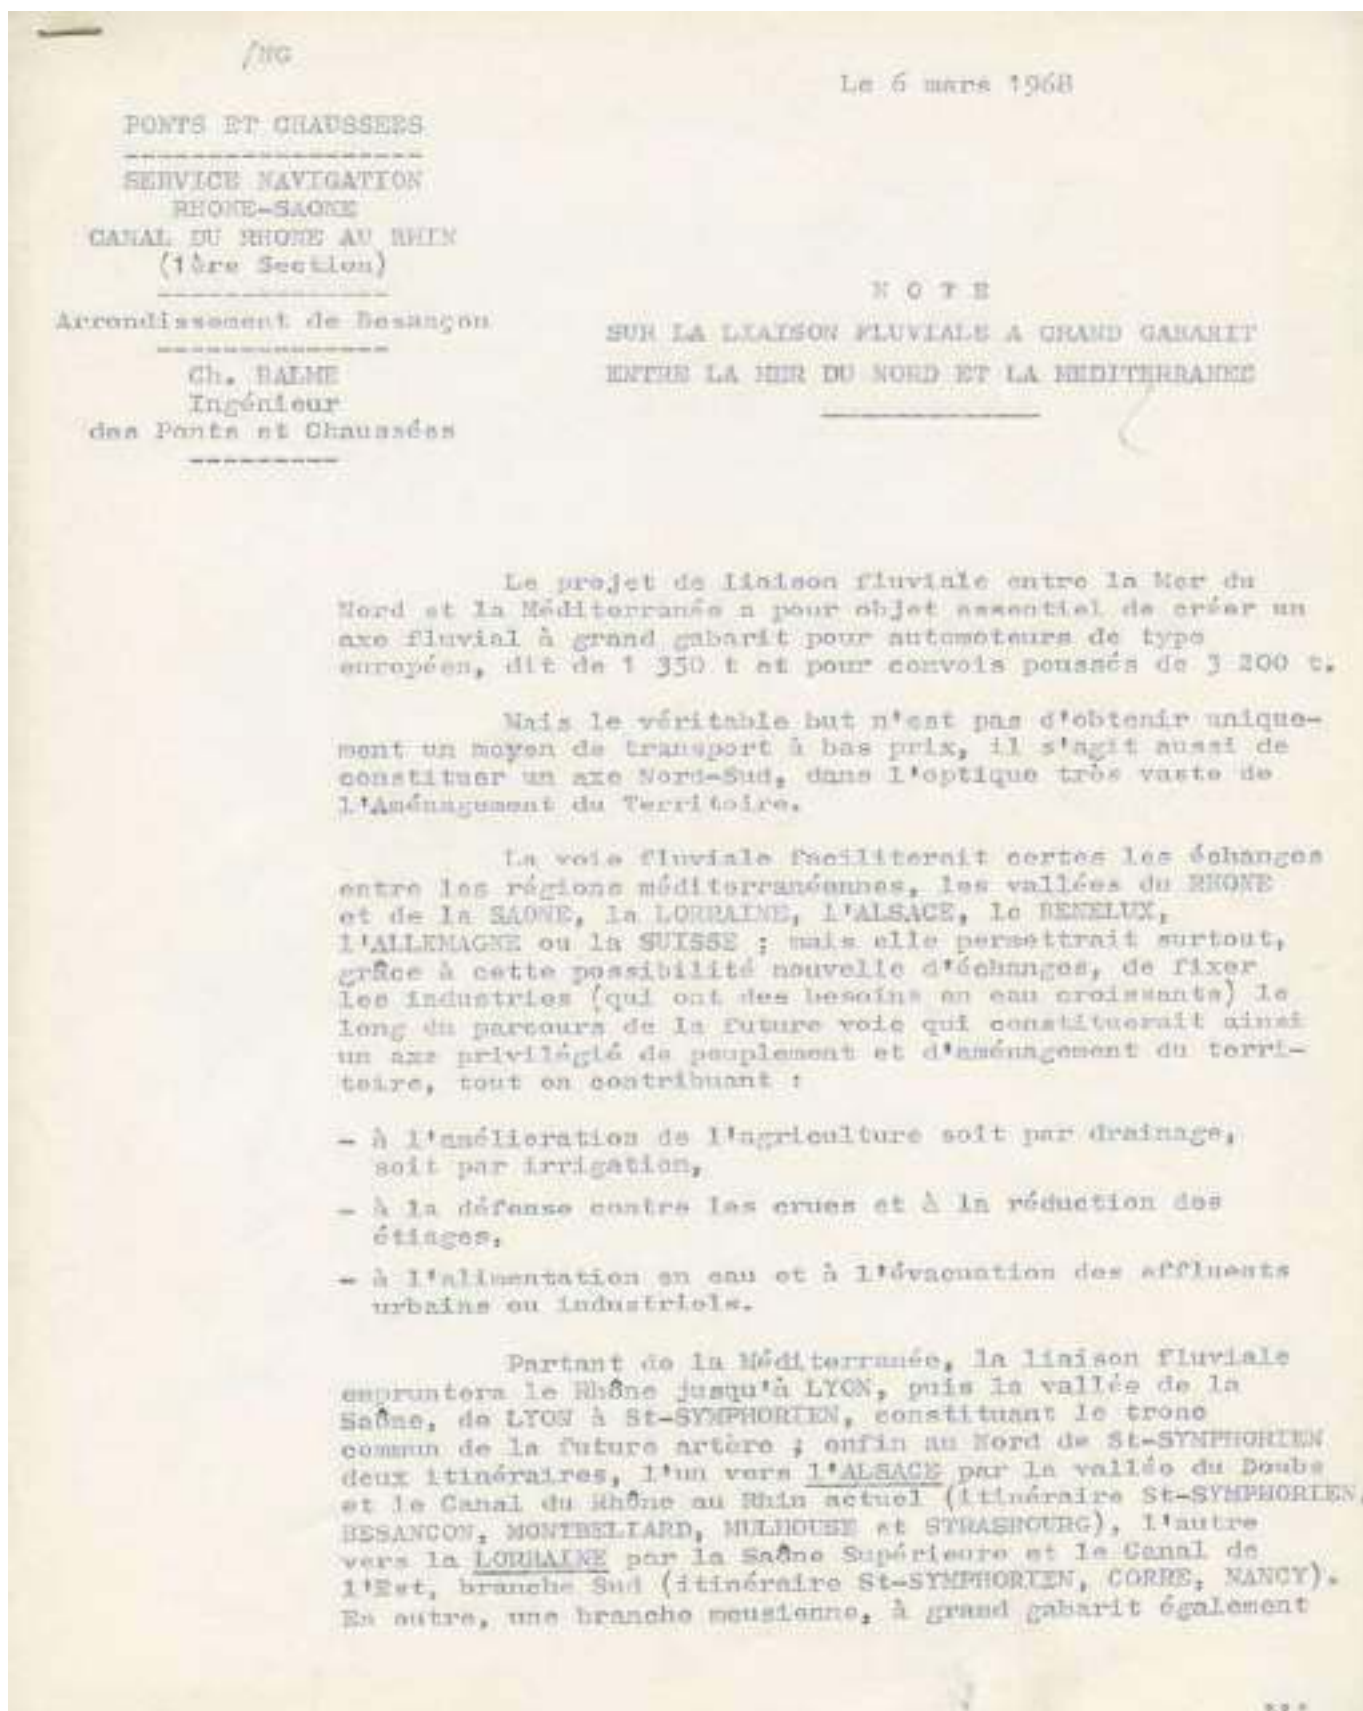 /MG
Le 6 mars 1968
PONTS ET CHAUSSEES
SERVICE NAVIGATION
RHONE-SAONE
CANAL DU RHONE AU RHIN
(1ère Section)
Arrondissement de Besançon
Ch. BALME
Ingénieur
des Ponts et Chaussées
N O T E
SUR LA LIAISON FLUVIALE A GRAND GABARIT
ENTRE LA MER DU NORD ET LA MEDITERRANEE
Le projet de liaison fluviale entre la Mer du
Nord et la Méditerranée a pour objet essentiel de créer un
axe fluvial à grand gabarit pour automoteurs de type
européen, dit de 1 350 t et pour convois poussés de 3 200 t.
Mais le véritable but n'est pas d'obtenir unique-
ment un moyen de transport à bas prix, il s'agit aussi de
constituer un axe Nord-Sud, dans l'optique très vaste de
l'Aménagement du Territoire.
La voie fluviale faciliterait certes les échanges
entre les régions méditerranéennes, les vallées du RHONE
et de la SAONE, la LORRAINE, l'ALSACE, le BENELUX,
l'ALLEMAGNE ou la SUISSE ; mais elle permettrait surtout,
grâce à cette possibilité nouvelle d'échanges, de fixer
les industries (qui ont des besoins en eau croissants) le
long du parcours de la future voie qui constituerait ainsi
un axe privilégié de peuplement et d'aménagement du terri-
toire, tout en contribuant :
- à l'amélioration de l'agriculture soit par drainage,
soit par irrigation,
- à la défense contre les crues et à la réduction des
étiages,
- à l'alimentation en eau et à l'évacuation des affluents
urbains ou industriels.
Partant de la Méditerranée, la liaison fluviale
empruntera le Rhône jusqu'à LYON, puis la vallée de la
Saône, de LYON à St-SYMPHORIEN, constituant le tronc
commun de la future artère ; enfin au Nord de St-SYMPHORIEN
deux itinéraires, l'un vers l'ALSACE par la vallée du Doubs
et le Canal du Rhône au Rhin actuel (itinéraire St-SYMPHORIEN,
BESANCON, MONTBELIARD, MULHOUSE et STRASBOURG), l'autre
vers la LORRAINE par la Saône Supérieure et le Canal de
l'Est, branche Sud (itinéraire St-SYMPHORIEN, CORRE, NANCY).
En outre, une branche meusienne, à grand gabarit également
...